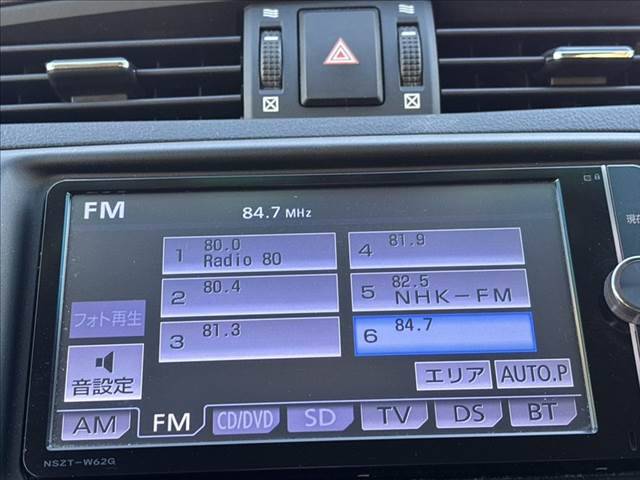 FM
84.7 MHz
1 80.0
Radio 80
2 80.4
3 81.3
4 81.9
5 82.5
NHK-FM
6 84.7
フォト再生
音設定
エリア AUTO.P
AM FM CD/DVD SD TV DS BT
NSZT-W62G
現在